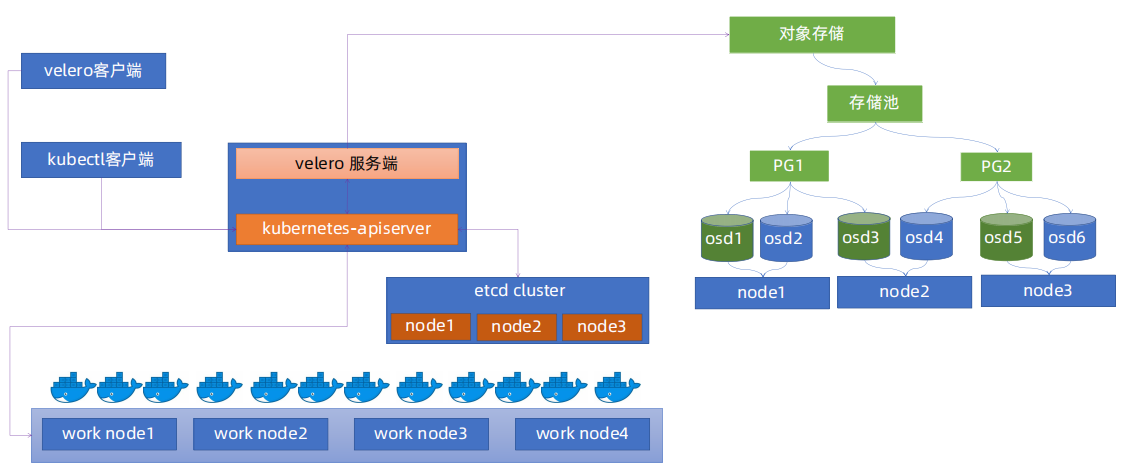 对象存储
velero客户端
存储池
kubectl客户端
velero 服务端
PG1
PG2
kubernetes-apiserver
osd1
osd2
osd3
osd4
osd5
osd6
node1
node2
node3
etcd cluster
node1
node2
node3
work node1
work node2
work node3
work node4